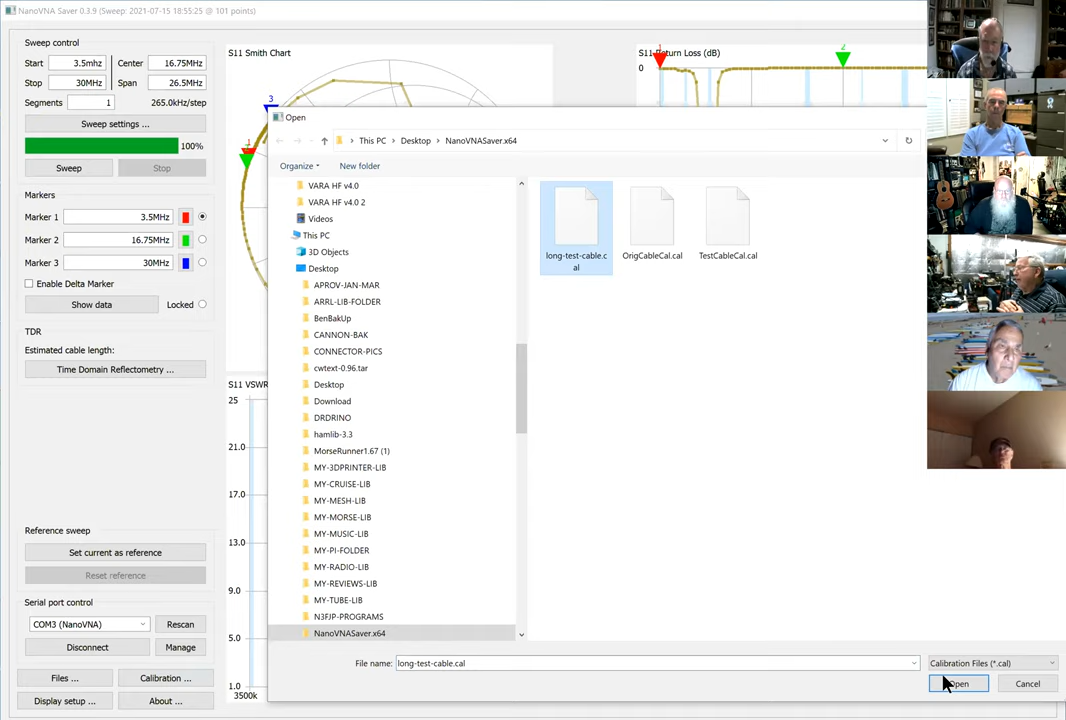 NanoVNA Saver 0.3.9 (Sweep: 2021-07-15 18:55:25 @ 101 points)
Sweep control
Start 3.5mhz Center 16.75MHz
Stop 30MHz Span 26.5MHz
Segments 1 265.0kHz/step
Sweep settings ...
100%
Sweep Stop
Markers
Marker 1 3.5MHz
Marker 2 16.75MHz
Marker 3 30MHz
Enable Delta Marker
Show data Locked
TDR
Estimated cable length:
Time Domain Reflectometry ...
Reference sweep
Set current as reference
Reset reference
Serial port control
COM3 (NanoVNA) Rescan
Disconnect Manage
Files ... Calibration ...
Display setup ... About ...
S11 Smith Chart
3
S11 Return Loss (dB)
0
2
S11 VSWR
25
21.0
17.0
13.0
9.0
5.0
1.0
3500k
Open
This PC > Desktop > NanoVNASaver.x64
Organize New folder
VARA HF v4.0
VARA HF v4.0 2
Videos
This PC
3D Objects
Desktop
APROV-JAN-MAR
ARRL-LIB-FOLDER
BenBakUp
CANNON-BAK
CONNECTOR-PICS
cwtext-0.96.tar
Desktop
Download
DRDRINO
hamlib-3.3
MorseRunner1.67 (1)
MY-3DPRINTER-LIB
MY-CRUISE-LIB
MY-MESH-LIB
MY-MORSE-LIB
MY-MUSIC-LIB
MY-PI-FOLDER
MY-RADIO-LIB
MY-REVIEWS-LIB
MY-TUBE-LIB
N3FJP-PROGRAMS
NanoVNASaver.x64
long-test-cable.c
al
OrigCableCal.cal
TestCableCal.cal
File name: long-test-cable.cal
Calibration Files (*.cal)
Open Cancel